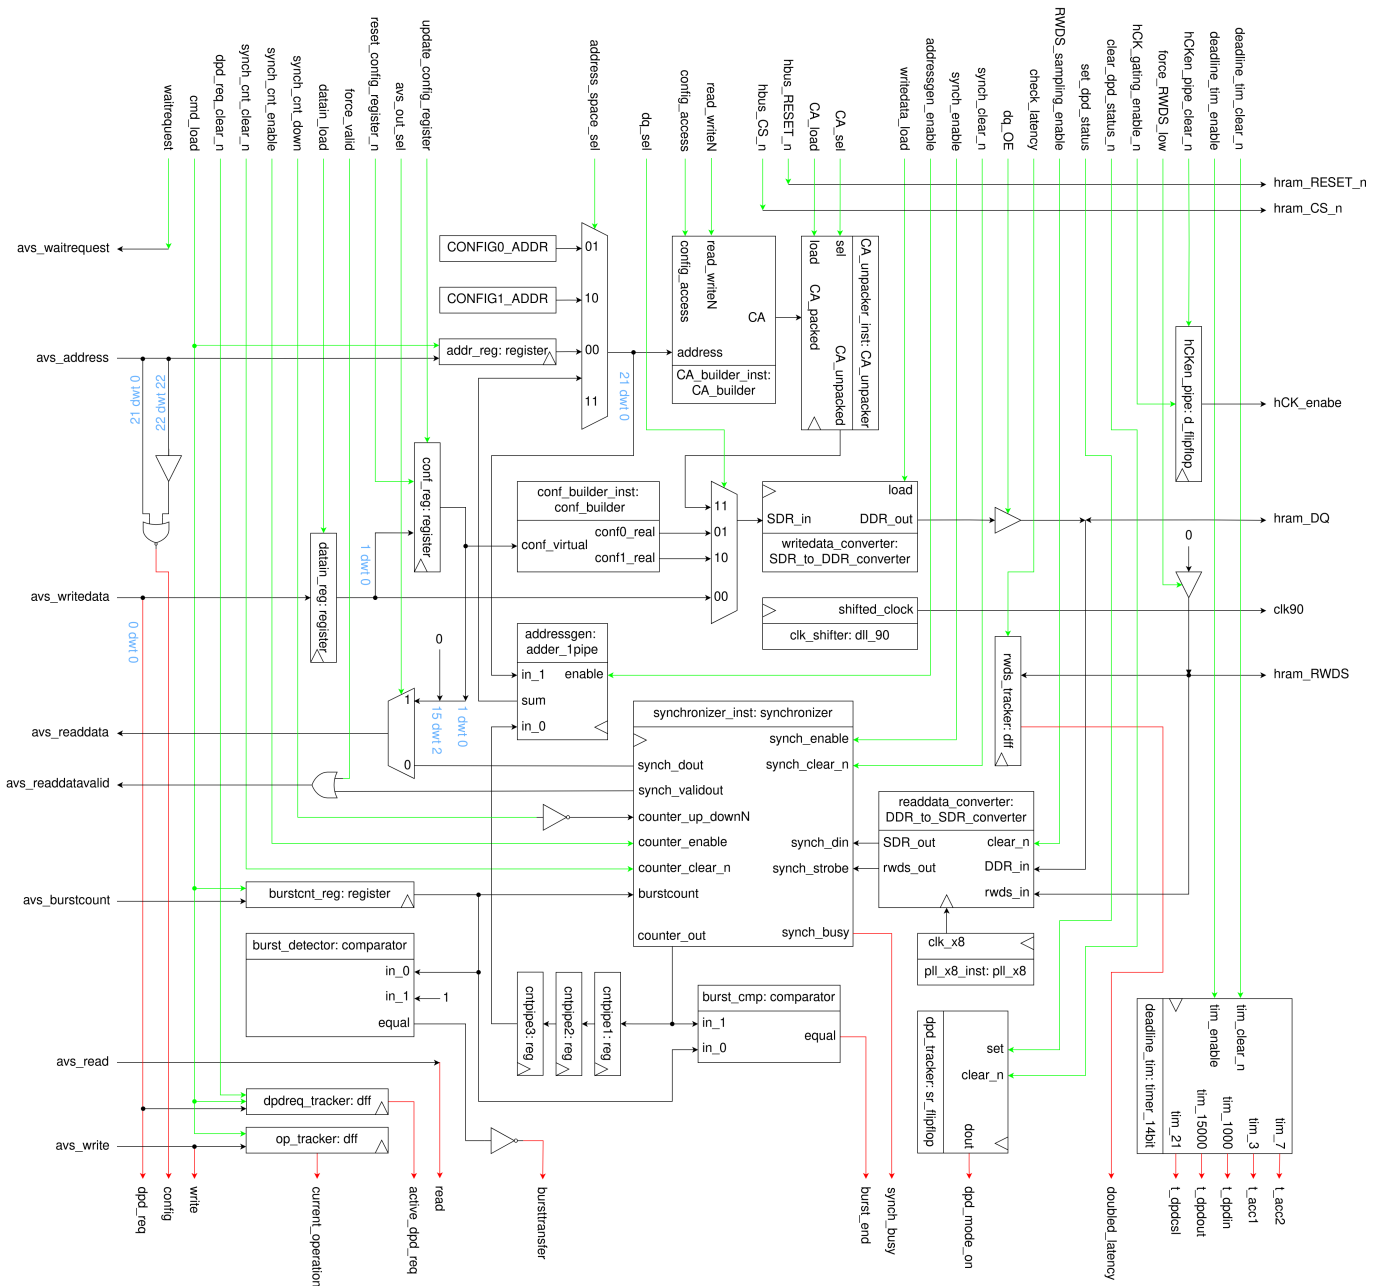 waitrequest
cmd_load
dpd_req_clear_n
synch_cnt_clear_n
synch_cnt_enable
synch_cnt_down
datain_load
force_valid
reset_config_register_n
avs_out_sel
update_config_register
address_space_sel
dq_sel
config_access
read_writeN
hbus_CS_n
hbus_RESET_n
CA_load
CA_sel
writedata_load
addressgen_enable
synch_enable
synch_clear_n
dq_OE
check_latency
RWDS_sampling_enable
set_dpd_status
clear_dpd_status_n
hCK_gating_enable_n
force_RWDS_low
hCKen_pipe_clear_n
deadline_tim_enable
deadline_tim_clear_n
hram_RESET_n
hram_CS_n
avs_waitrequest
CONFIG0_ADDR
01
CONFIG1_ADDR
10
avs_address
addr_reg: register
00
11
21 dwt 0
22 dwt 22
21 dwt 0
config_access
read_writeN
CA
address
CA_builder_inst:
CA_builder
load
sel
CA_packed
CA_unpacked
CA_unpacker_inst: CA_unpacker
hCKen_pipe: d_flipflop
hCK_enabe
conf_reg: register
conf_builder_inst:
conf_builder
conf0_real
conf_virtual
conf1_real
11
01
10
00
load
SDR_in
DDR_out
writedata_converter:
SDR_to_DDR_converter
hram_DQ
0
datain_reg: register
1 dwt 0
avs_writedata
0 dwt 0
shifted_clock
clk_shifter: dll_90
clk90
addressgen:
adder_1pipe
in_1
enable
sum
in_0
0
1
0
15 dwt 2
1 dwt 0
rwds_tracker: dff
hram_RWDS
avs_readdata
avs_readdatavalid
synchronizer_inst: synchronizer
synch_enable
synch_dout
synch_clear_n
synch_validout
counter_up_downN
counter_enable
synch_din
counter_clear_n
synch_strobe
burstcount
counter_out
synch_busy
readdata_converter:
DDR_to_SDR_converter
SDR_out
clear_n
rwds_out
DDR_in
rwds_in
clk_x8
pll_x8_inst: pll_x8
avs_burstcount
burstcnt_reg: register
burst_detector: comparator
in_0
in_1
1
equal
cntpipe3: reg
cntpipe2: reg
cntpipe1: reg
burst_cmp: comparator
in_1
equal
in_0
dpd_tracker: sr_flipflop
set
clear_n
dout
deadline_tim: timer_14bit
tim_enable
tim_clear_n
tim_21
tim_15000
tim_1000
tim_3
tim_7
avs_read
dpdreq_tracker: dff
avs_write
op_tracker: dff
dpd_req
config
write
current_operation
active_dpd_req
read
bursttransfer
burst_end
synch_busy
dpd_mode_on
doubled_latency
t_dpdcsl
t_dpdout
t_dpdin
t_acc1
t_acc2